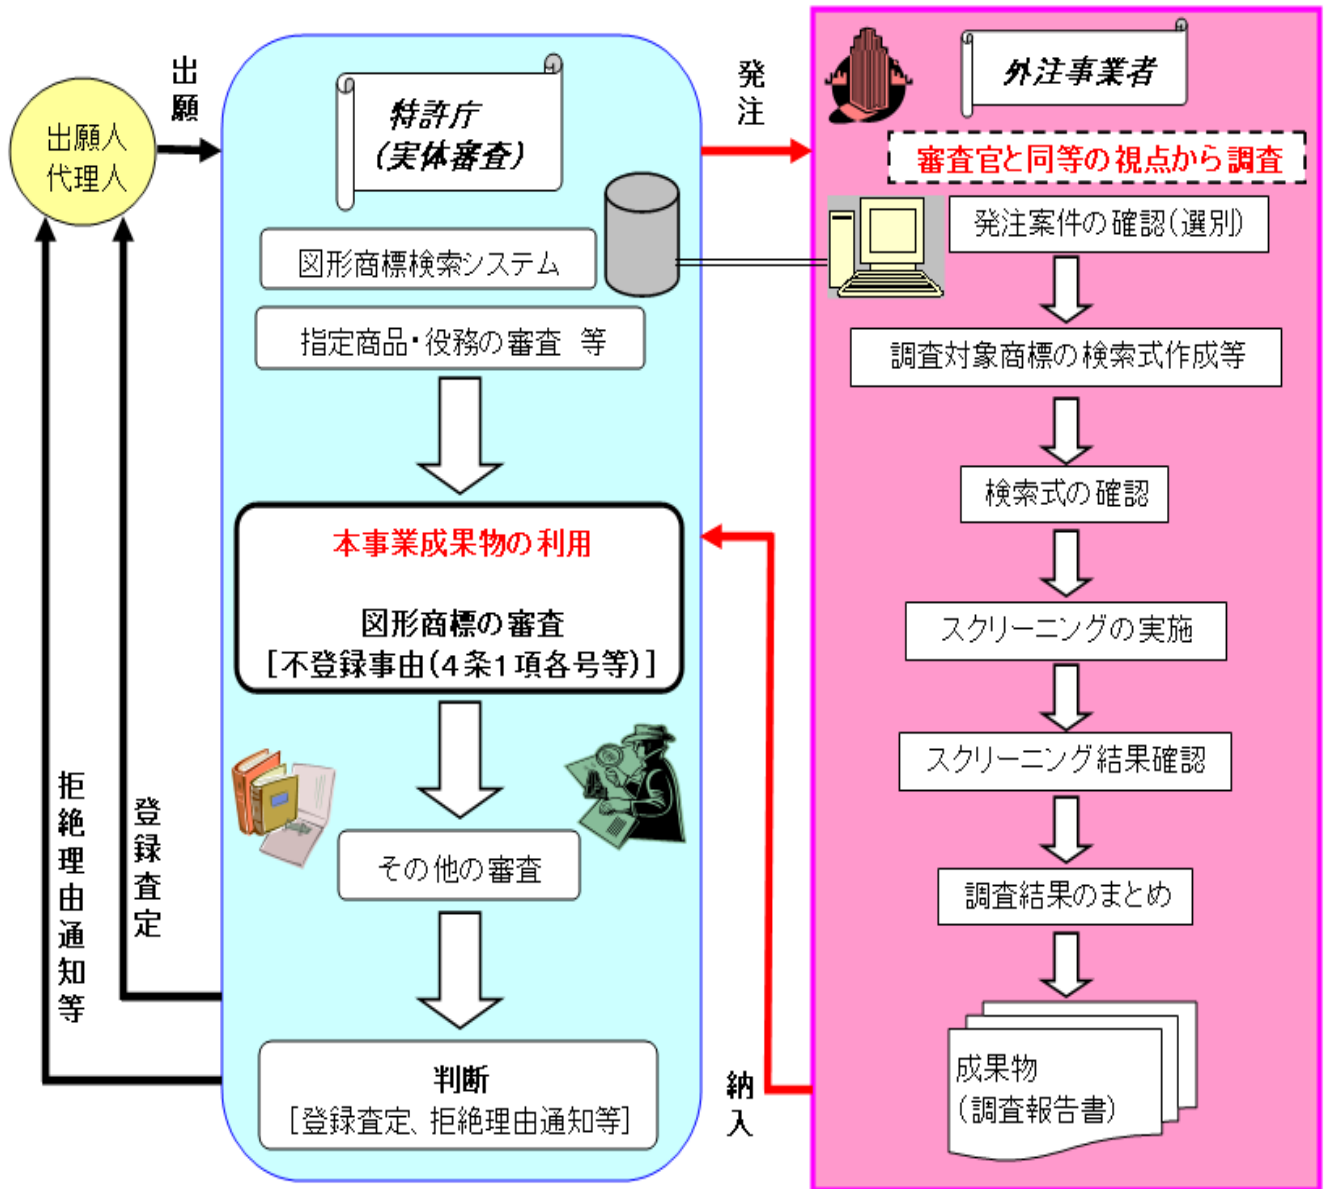 出願人
代理人
出願
特許庁
(実体審査)
図形商標検索システム
指定商品・役務の審査 等
本事業成果物の利用
図形商標の審査
[不登録事由(4条1項各号等)]
その他の審査
判断
[登録査定、拒絶理由通知等]
拒絶理由通知等
登録査定
発注
納入
外注事業者
審査官と同等の視点から調査
発注案件の確認(選別)
調査対象商標の検索式作成等
検索式の確認
スクリーニングの実施
スクリーニング結果確認
調査結果のまとめ
成果物
(調査報告書)